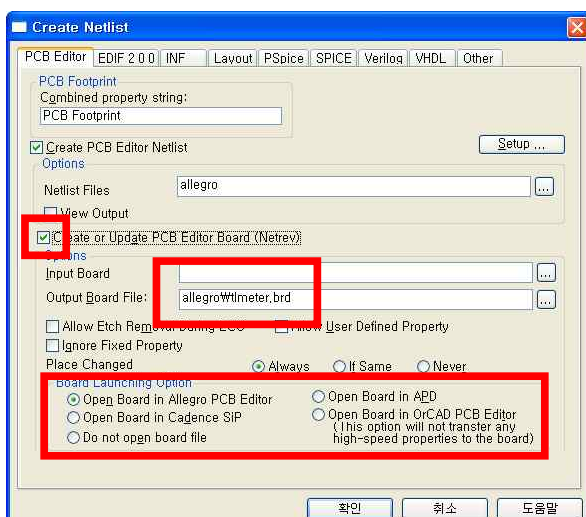 Create Netlist
PCB Editor EDIF 2 0 0 INF Layout PSpice SPICE Verilog VHDL Other
PCB Footprint
Combined property string:
PCB Footprint
Create PCB Editor Netlist
Setup ...
Options
Netlist Files allegro ...
View Output
Create or Update PCB Editor Board (Netrev)
Options
Input Board ...
Output Board File: allegro₩tlmeter.brd ...
Allow Etch Removal During ECO Allow User Defined Property
Ignore Fixed Property
Place Changed Always If Same Never
Board Launching Option
Open Board in Allegro PCB Editor Open Board in APD
Open Board in Cadence SiP Open Board in OrCAD PCB Editor
(This option will not transfer any
Do not open board file high-speed properties to the board)
확인 취소 도움말